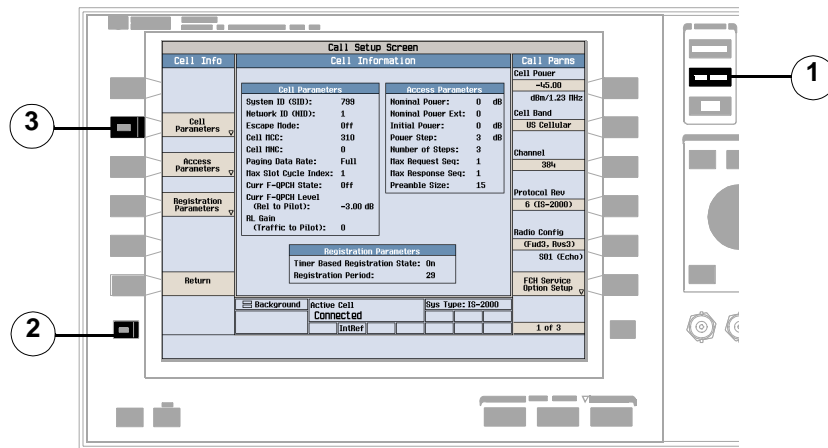 Call Setup Screen
Cell Info
Cell Information
Call Parms
Cell Parameters
System ID (SID): 799
Network ID (NID): 1
Escape Mode: Off
Cell MCC: 310
Cell MNC: 0
Paging Data Rate: Full
Max Slot Cycle Index: 1
Curr F-QPCH State: Off
Curr F-QPCH Level
(Rel to Pilot): -3.00 dB
RL Gain
(Traffic to Pilot): 0
Access Parameters
Nominal Power: 0 dB
Nominal Power Ext: 0
Initial Power: 0 dB
Power Step: 3 dB
Number of Steps: 3
Max Request Seq: 1
Max Response Seq: 1
Preamble Size: 15
Registration Parameters
Timer Based Registration State: On
Registration Period: 29
Cell
Parameters
Access
Parameters
Registration
Parameters
Return
Cell Power
-45.00
dBm/1.23 MHz
Cell Band
US Cellular
Channel
384
Protocol Rev
6 (IS-2000)
Radio Config
(Fwd3, Rvs3)
SO1 (Echo)
FCH Service
Option Setup
Background
Active Cell
Connected
Sys Type: IS-2000
IntRef
1 of 3
1
3
2